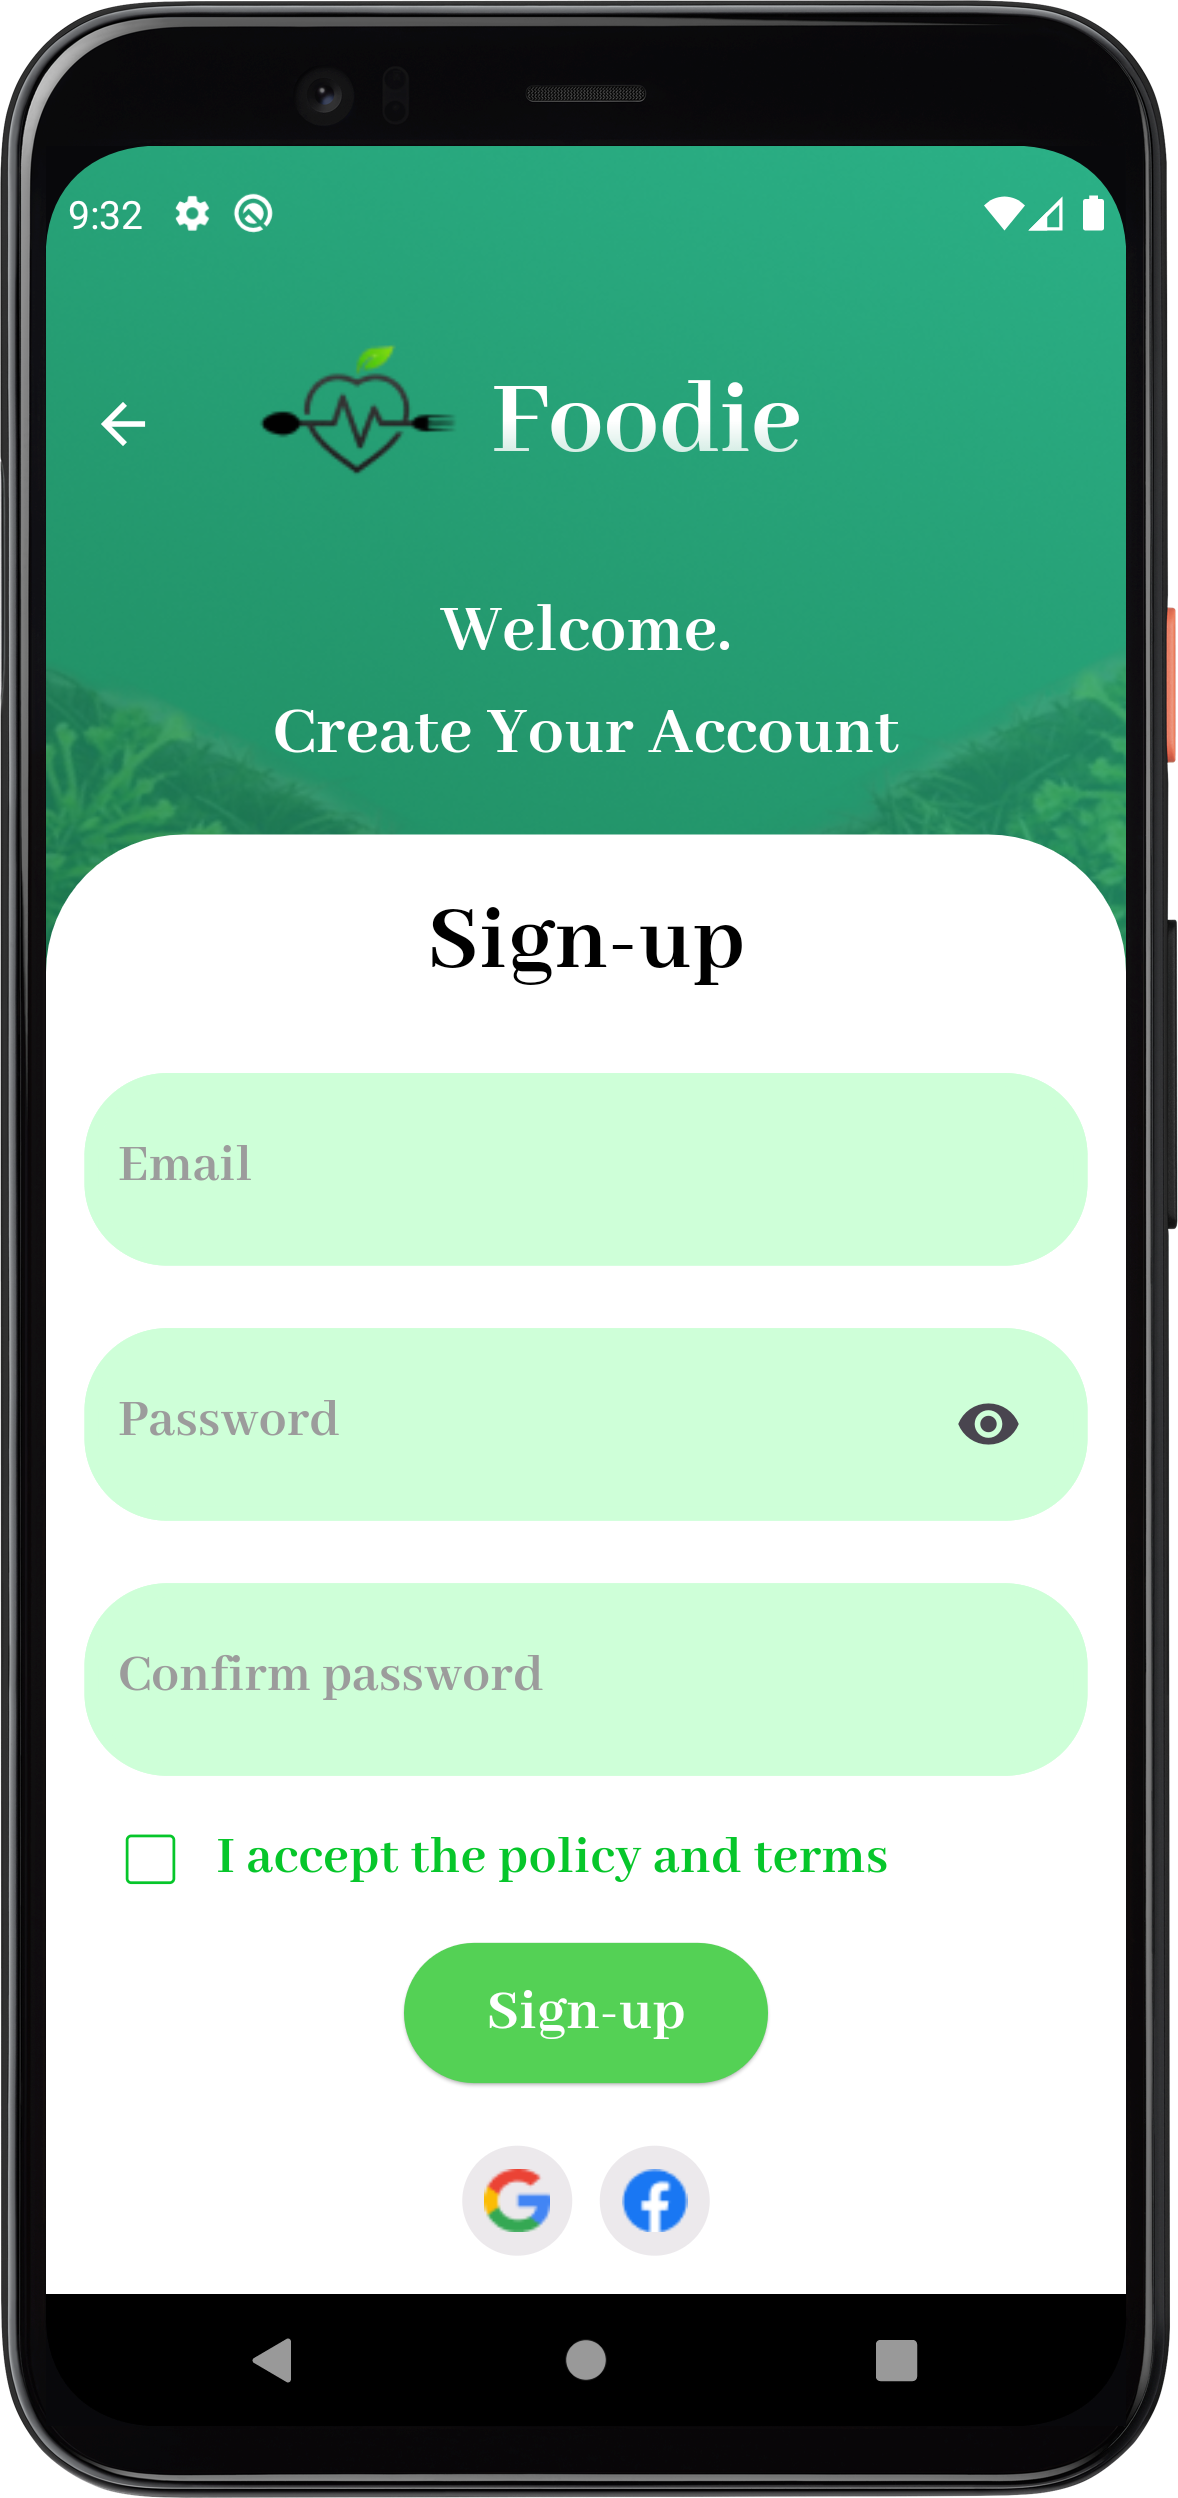 9:32
Foodie
Welcome.
Create Your Account
Sign-up
Email
Password
Confirm password
I accept the policy and terms
Sign-up